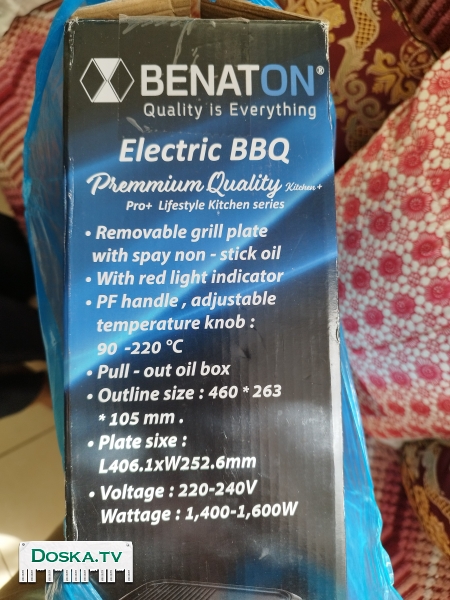 BENATON®
Quality is Everything
Electric BBQ
Premmium Quality Kitchen+
Pro+ Lifestyle Kitchen series
• Removable grill plate
with spay non - stick oil
• With red light indicator
• PF handle , adjustable
temperature knob :
90 -220 °C
• Pull - out oil box
• Outline size : 460 * 263
* 105 mm .
• Plate sixe :
L406.1xW252.6mm
• Voltage : 220-240V
Wattage : 1,400-1,600W
DOSKA.TV